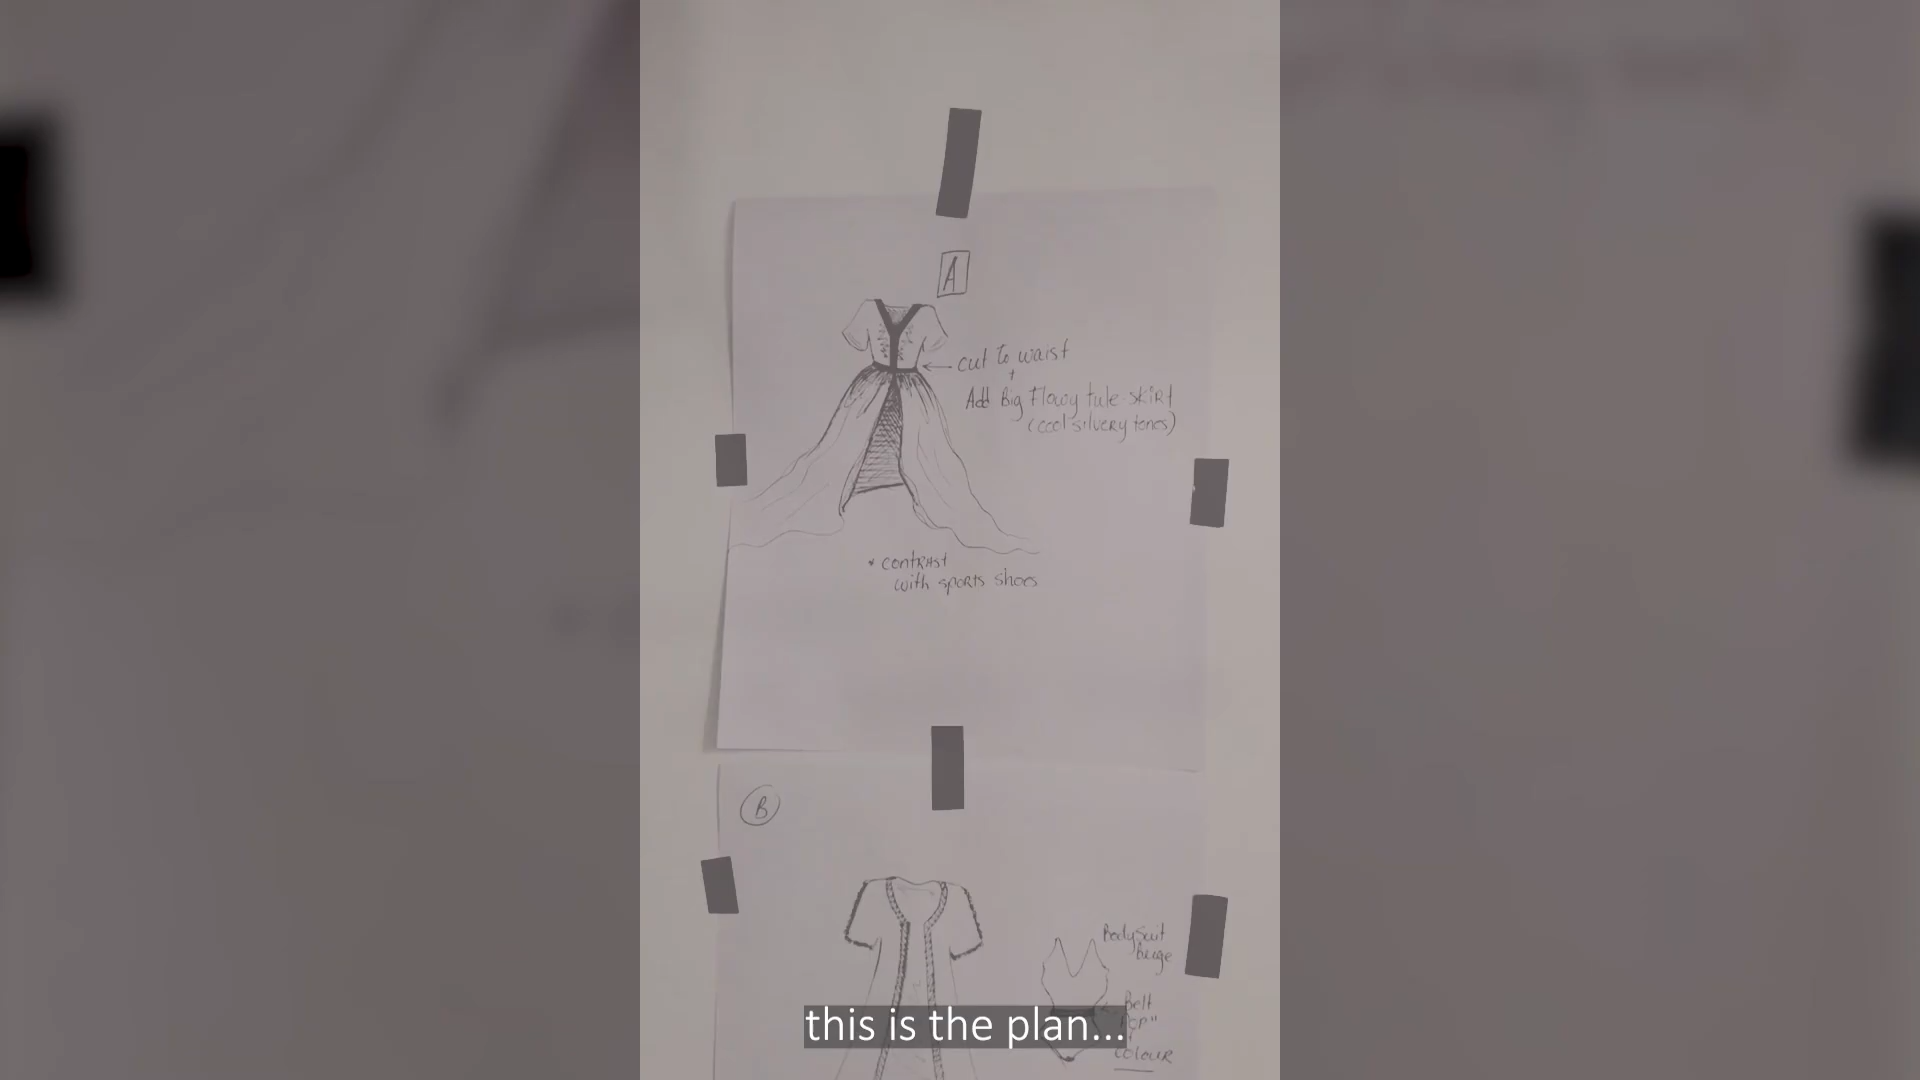 A
cut to waist
+
Add Big Flowy tule skirt
(cool silvery tones)
* contrast
with sports shoes
B
Bodysuit
Beige
Belt
"POP"
colour
this is the plan...